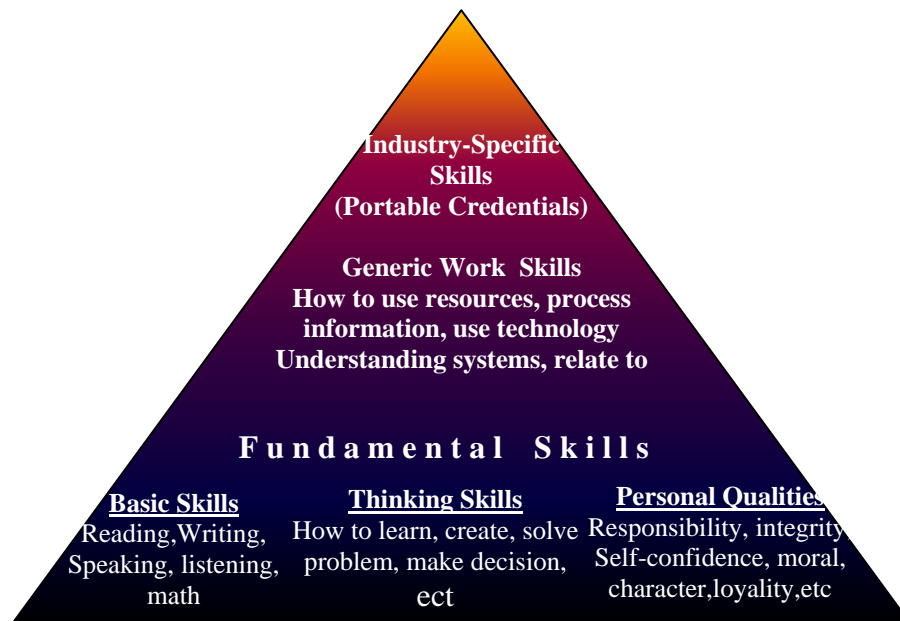 Industry-Specific
Skills
(Portable Credentials)
Generic Work Skills
How to use resources, process
information, use technology
Understanding systems, relate to
Fundamental Skills
Basic Skills
Reading,Writing,
Speaking, listening,
math
Thinking Skills
How to learn, create, solve
problem, make decision,
ect
Personal Qualities
Responsibility, integrity,
Self-confidence, moral,
character,loyality,etc